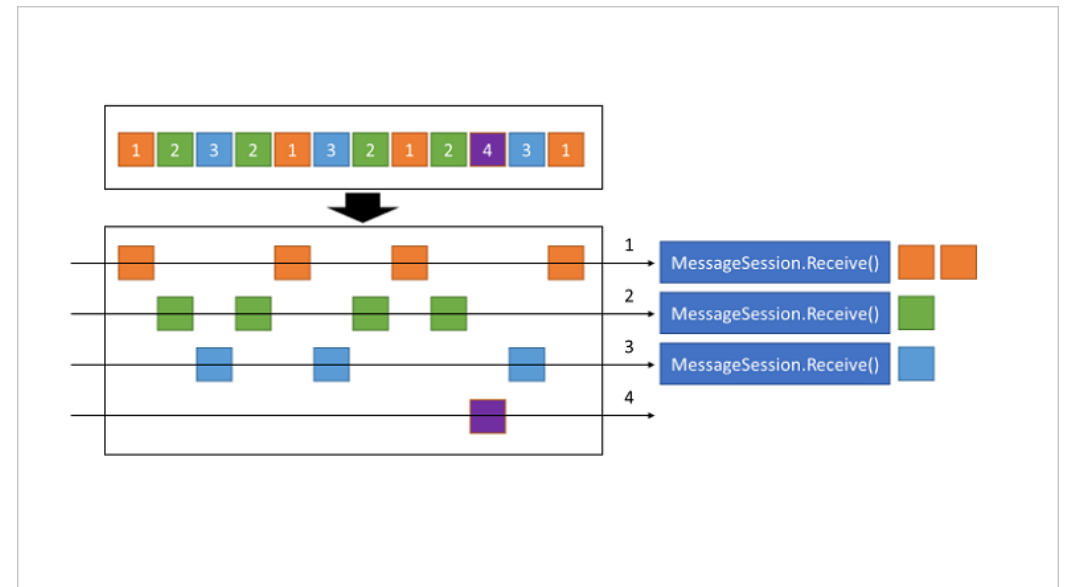 1 2 3 2 1 3 2 1 2 4 3 1
1 MessageSession.Receive()
2 MessageSession.Receive()
3 MessageSession.Receive()
4